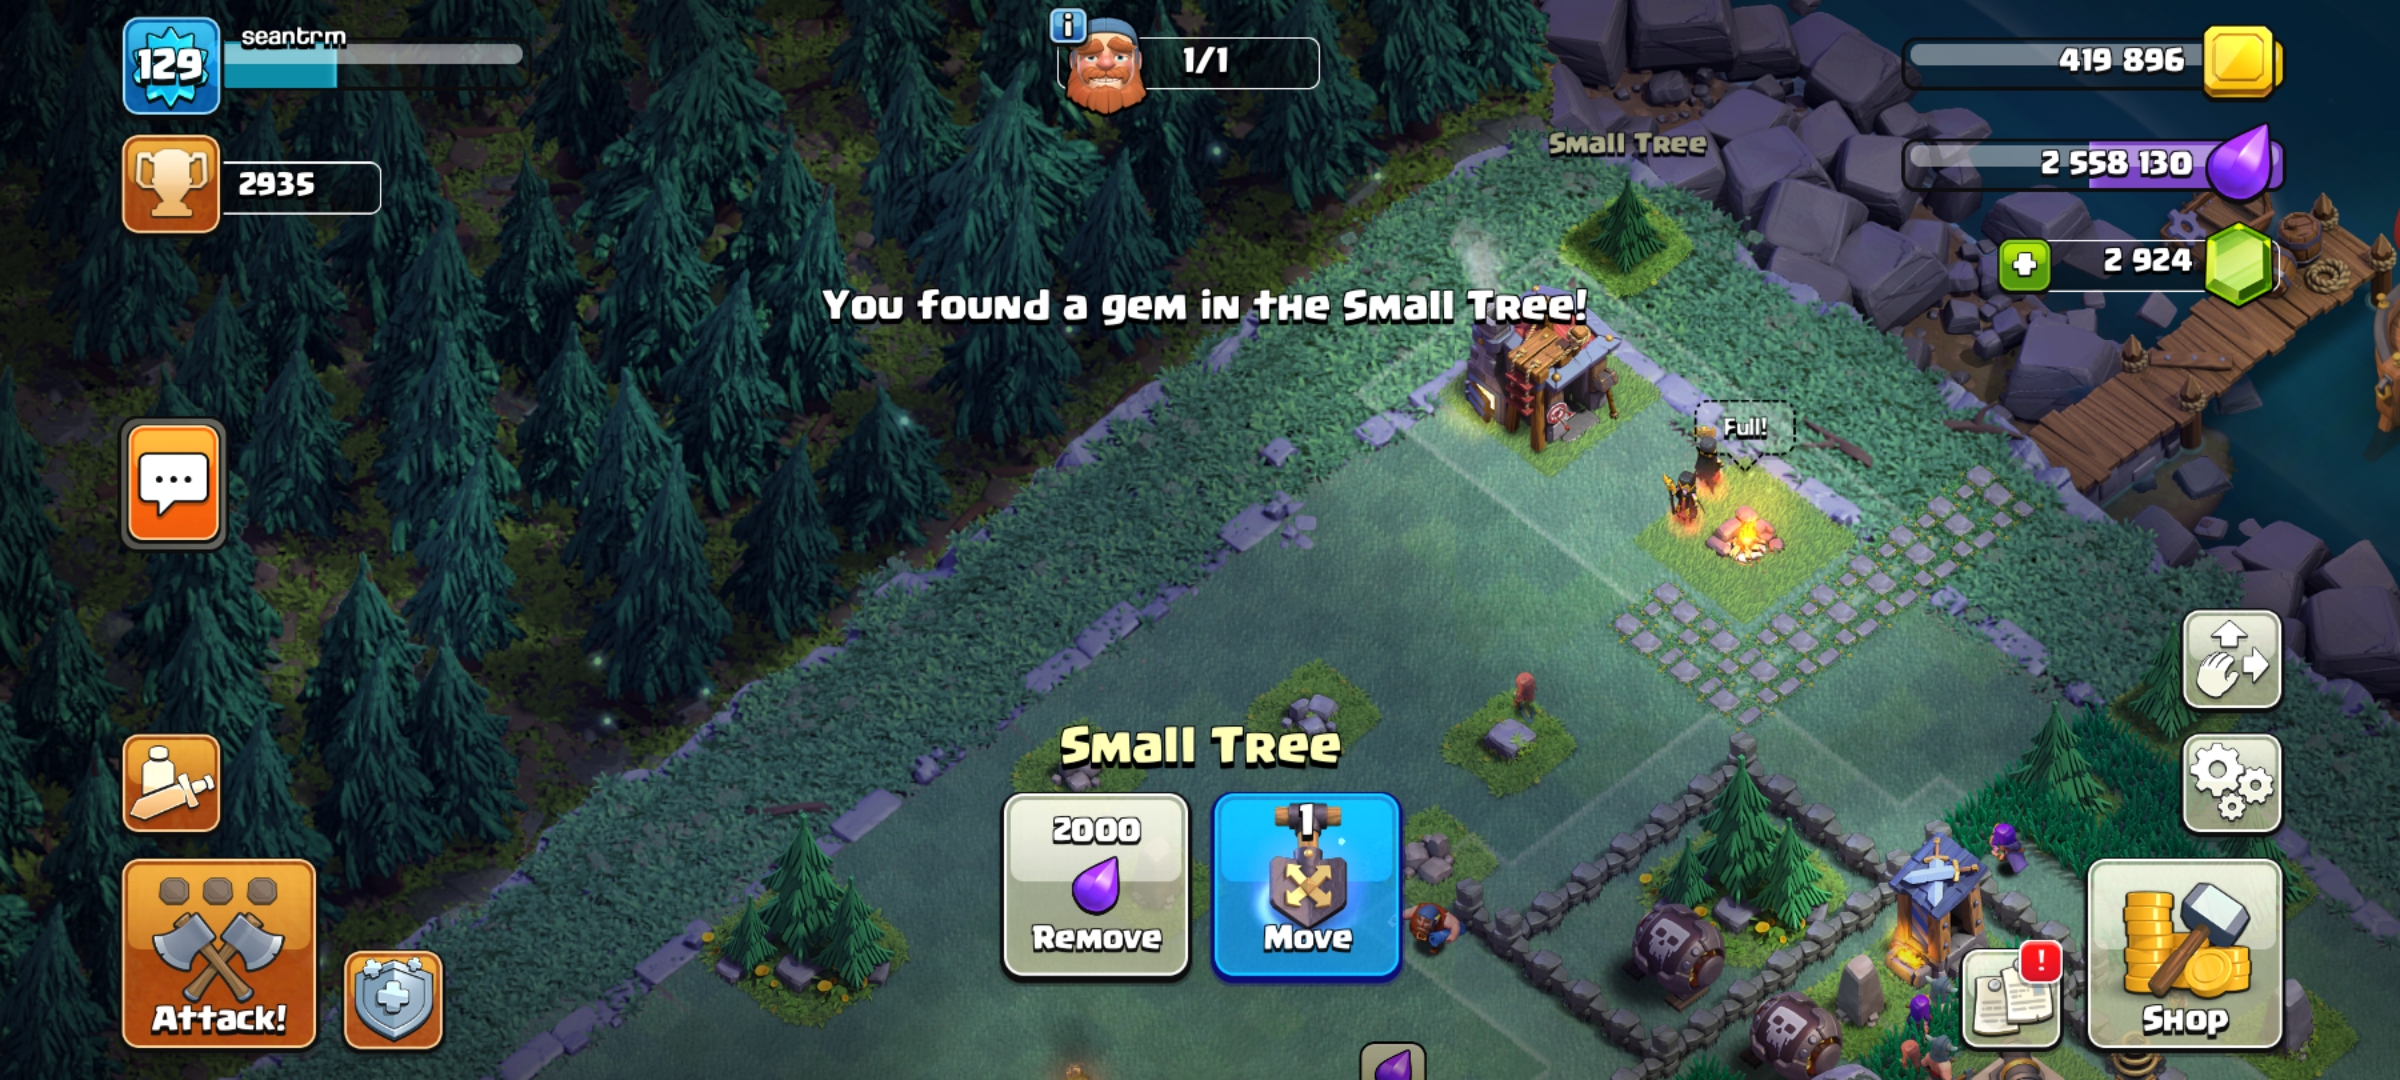 129
seantrm
i
1/1
419 896
Small Tree
2 558 130
2935
2 924
You found a gem in the Small Tree!
Full!
Small Tree
2000
1
Remove
Move
!
Attack!
Shop